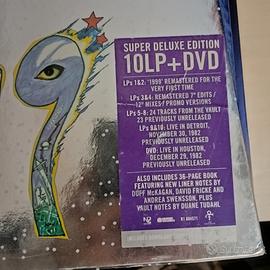 SUPER DELUXE EDITION
10LP+DVD
LPs 1&2: "1999" REMASTERED FOR THE
VERY FIRST TIME
LPs 3&4: REMASTERED 7" EDITS /
12" MIXES / PROMO VERSIONS
LPs 5-8: 24 TRACKS FROM THE VAULT
23 PREVIOUSLY UNRELEASED
LPs 9&10: LIVE IN DETROIT,
NOVEMBER 30, 1982
PREVIOUSLY UNRELEASED
DVD: LIVE IN HOUSTON,
DECEMBER 29, 1982
PREVIOUSLY UNRELEASED
ALSO INCLUDES 36-PAGE BOOK
FEATURING NEW LINER NOTES BY
DUFF McKAGAN, DAVID FRICKE AND
ANDREA SWENSSON, PLUS
VAULT NOTES BY DUANE TUDAHL